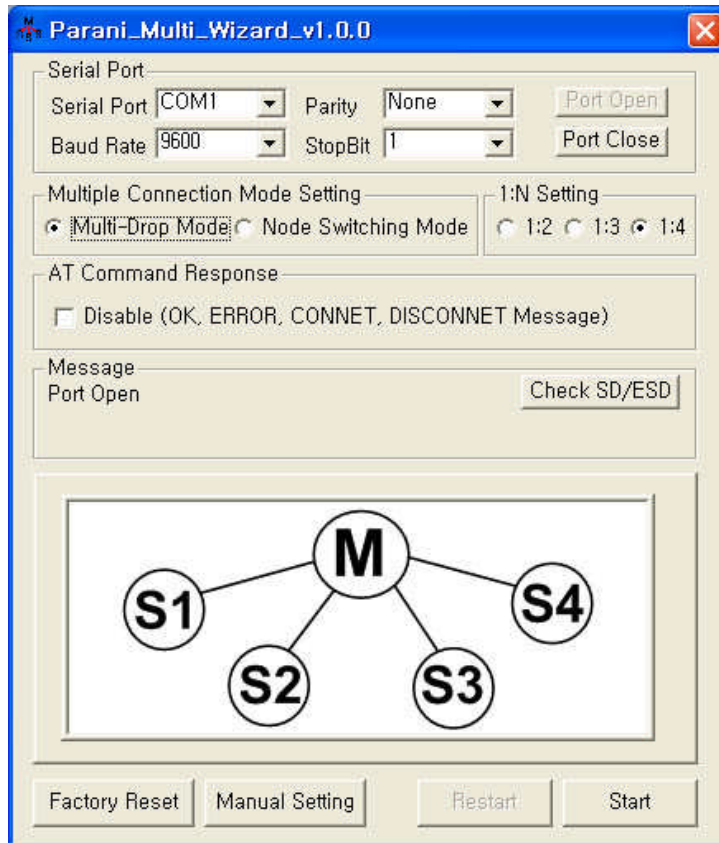 Parani_Multi_Wizard_v1.0.0
Serial Port
Serial Port COM1 Parity None Port Open
Baud Rate 9600 StopBit 1 Port Close
Multiple Connection Mode Setting 1:N Setting
Multi-Drop Mode Node Switching Mode 1:2 1:3 1:4
AT Command Response
Disable (OK, ERROR, CONNET, DISCONNET Message)
Message
Port Open Check SD/ESD
M
S1 S4
S2 S3
Factory Reset Manual Setting Restart Start